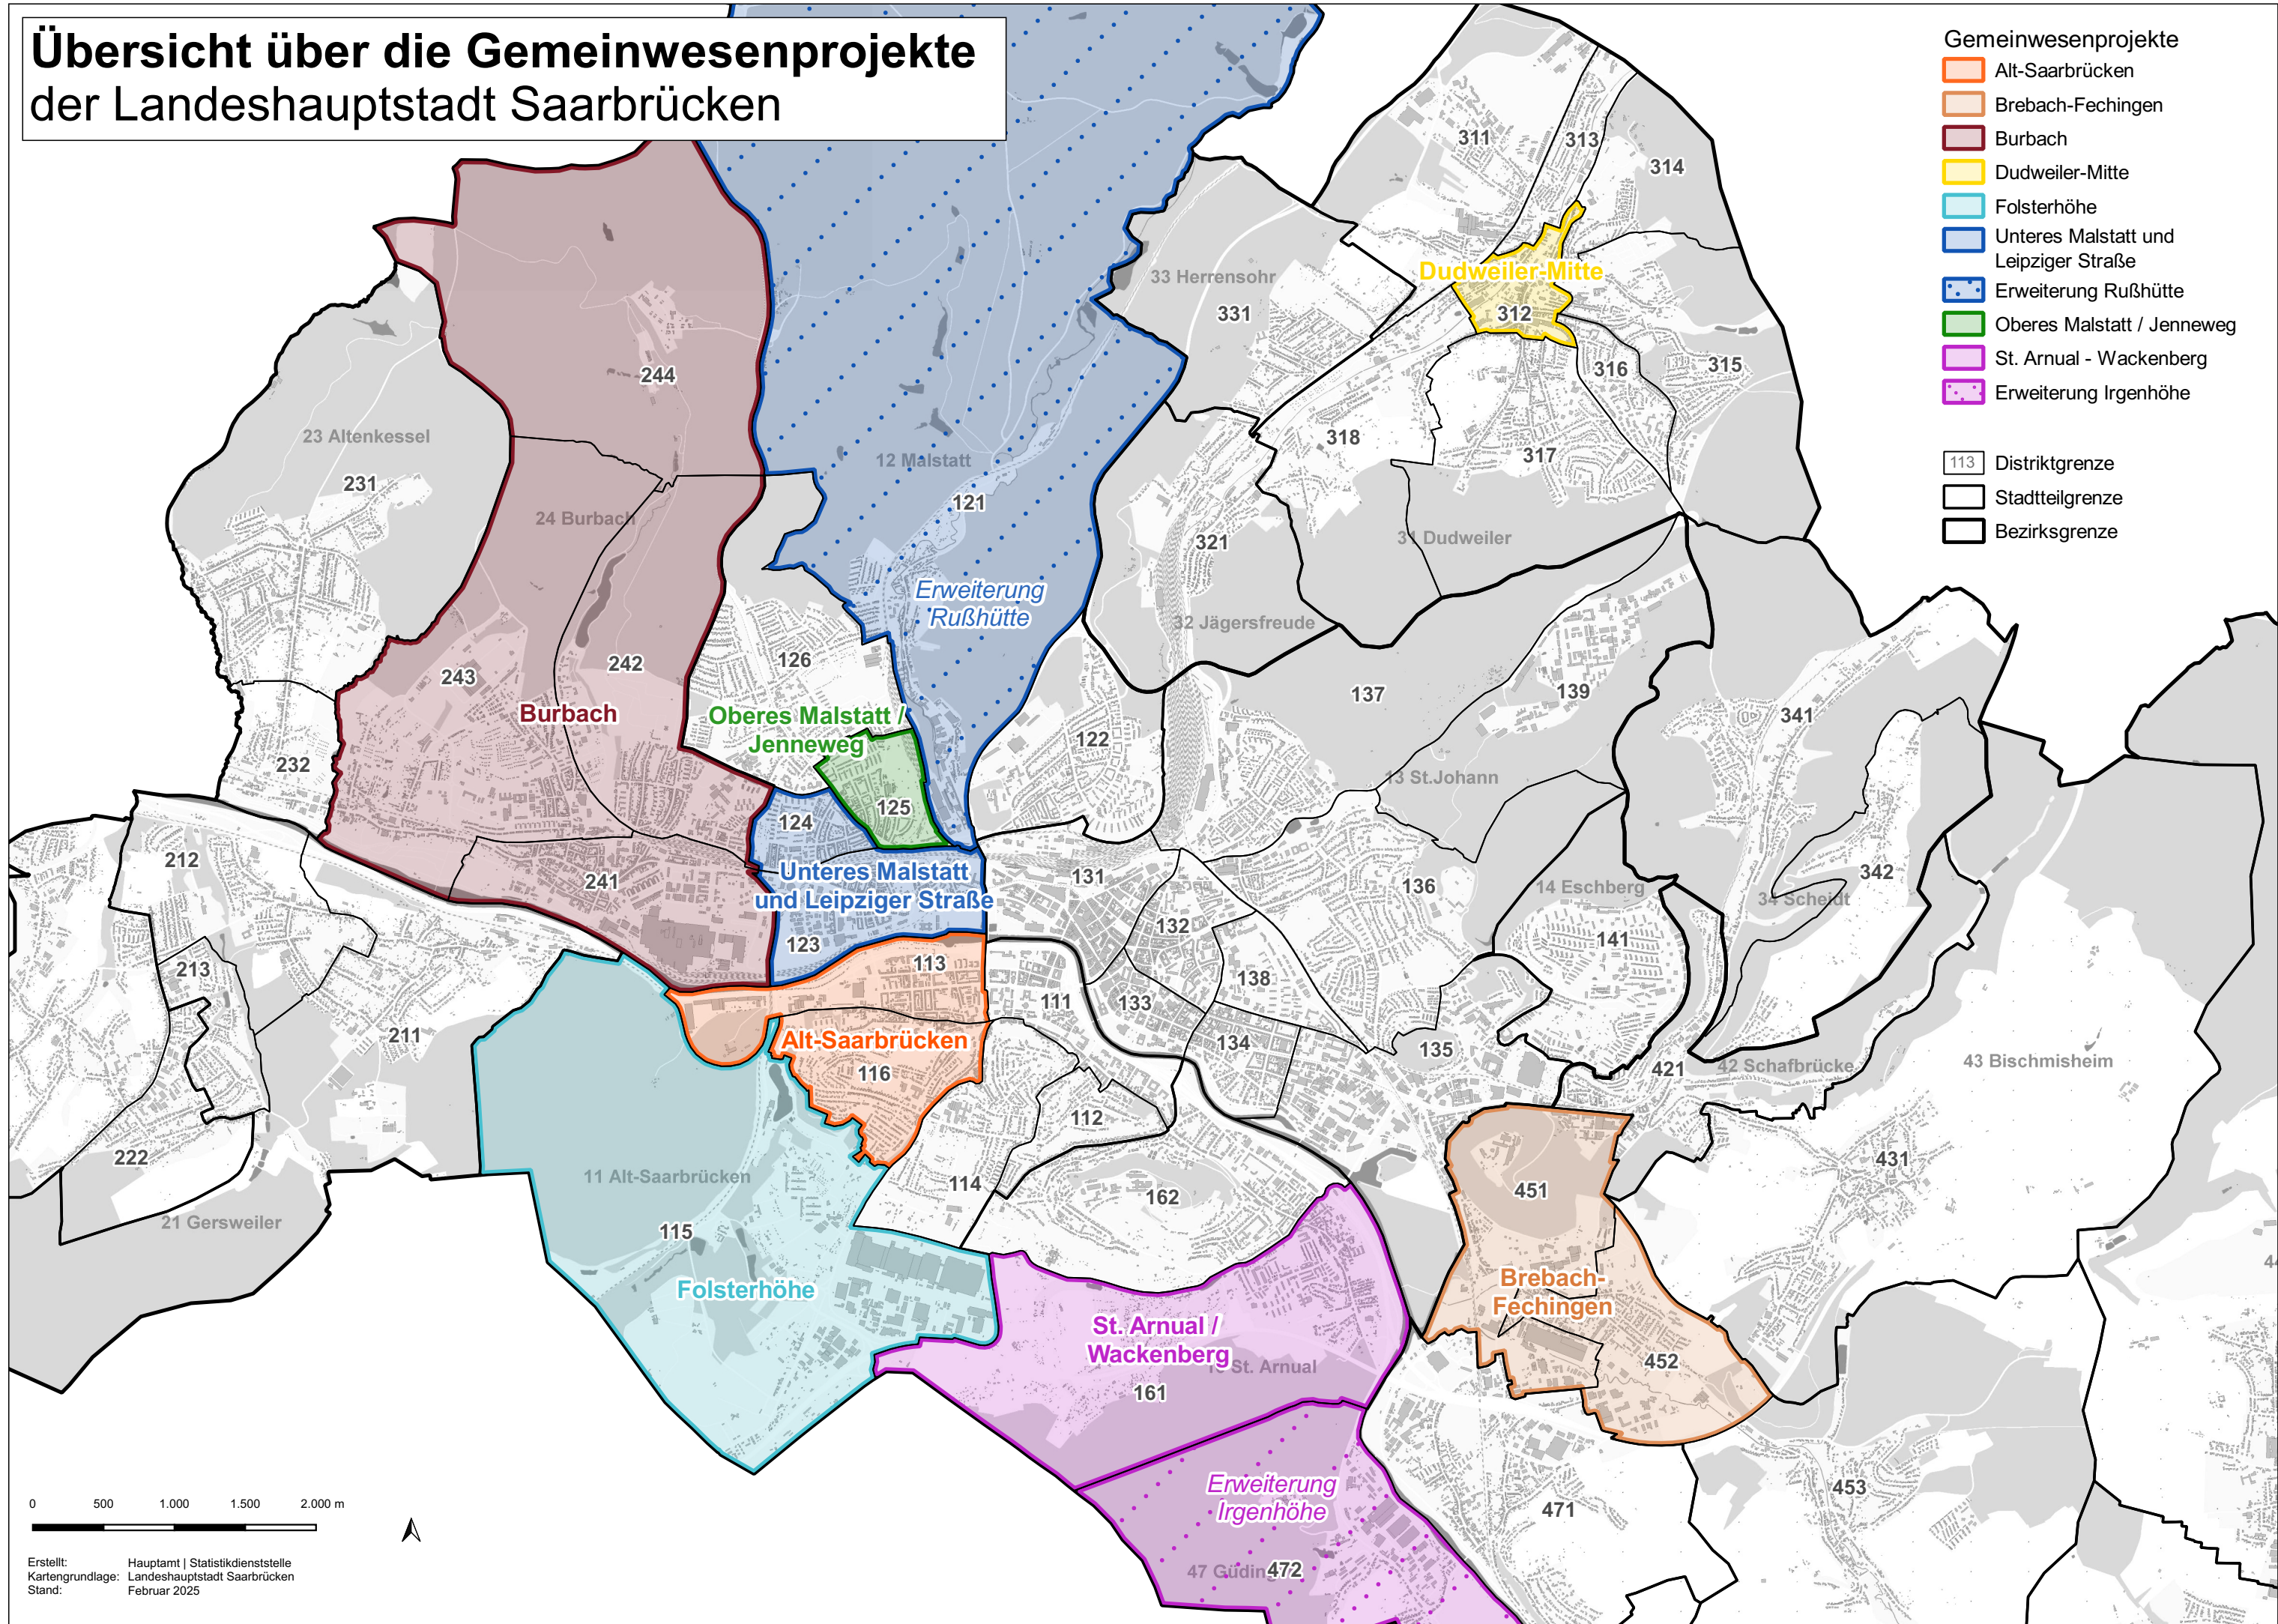 Übersicht über die Gemeinwesenprojekte
der Landeshauptstadt Saarbrücken
Gemeinwesenprojekte
Alt-Saarbrücken
Brebach-Fechingen
Burbach
Dudweiler-Mitte
Folsterhöhe
Unteres Malstatt und
Leipziger Straße
Erweiterung Rußhütte
Oberes Malstatt / Jenneweg
St. Arnual - Wackenberg
Erweiterung Irgenhöhe
113 Distriktgrenze
Stadtteilgrenze
Bezirksgrenze
311
313
314
33 Herrensohr
331
Dudweiler-Mitte
312
316
315
244
23 Altenkessel
231
24 Burbach
12 Malstatt
121
318
317
321
31 Dudweiler
Erweiterung
Rußhütte
32 Jägersfreude
243
242
126
137
139
Burbach
Oberes Malstatt /
Jenneweg
122
341
232
13 St.Johann
125
124
212
241
Unteres Malstatt
und Leipziger Straße
131
136
14 Eschberg
342
34 Scheidt
132
123
141
213
113
138
111
133
211
Alt-Saarbrücken
116
134
135
421
42 Schafbrücke
43 Bischmisheim
112
222
11 Alt-Saarbrücken
114
162
451
431
21 Gersweiler
115
Folsterhöhe
Brebach-
Fechingen
St. Arnual /
Wackenberg
St. Arnual
161
452
Erweiterung
Irgenhöhe
453
471
472
0 500 1.000 1.500 2.000 m
Erstellt: Hauptamt | Statistikdienststelle
Kartengrundlage: Landeshauptstadt Saarbrücken
Stand: Februar 2025